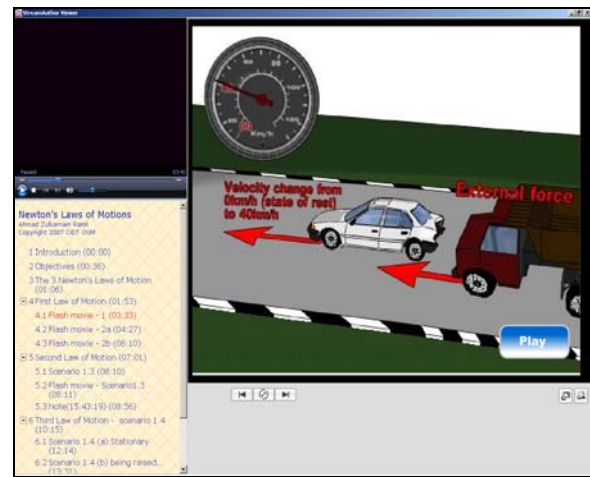 StreamAuthor Viewer
Paused
Newton's Laws of Motions
Ahmad Zulkarnain Ramli
Copyright 2007 CiDT OUM
1 Introduction (00:00)
2 Objectives (00:36)
3 The 3 Newton's Laws of Motion
(01:06)
4 First Law of Motion (01:53)
4.1 Flash movie - 1 (03:33)
4.2 Flash movie - 2a (04:27)
4.3 Flash movie - 2b (06:10)
5 Second Law of Motion (07:01)
5.1 Scenario 1.3 (08:10)
5.2 Flash movie - Scenario1.3
(08:11)
5.3 Note(15:43:19) (08:56)
6 Third Law of Motion - scenario 1.4
(10:15)
6.1 Scenario 1.4 (a) Stationary
(12:14)
6.2 Scenario 1.4 (b) being raised...
(13:31)
Km/h
Velocity change from
0km/h (state of rest)
to 40km/h
External force
Play